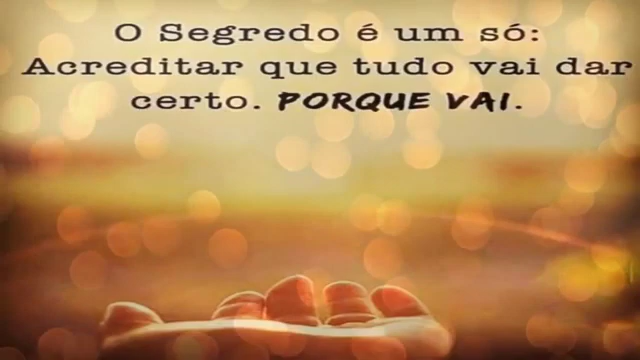 O Segredo é um só:
Acreditar que tudo vai dar
certo. PORQUE VAI.